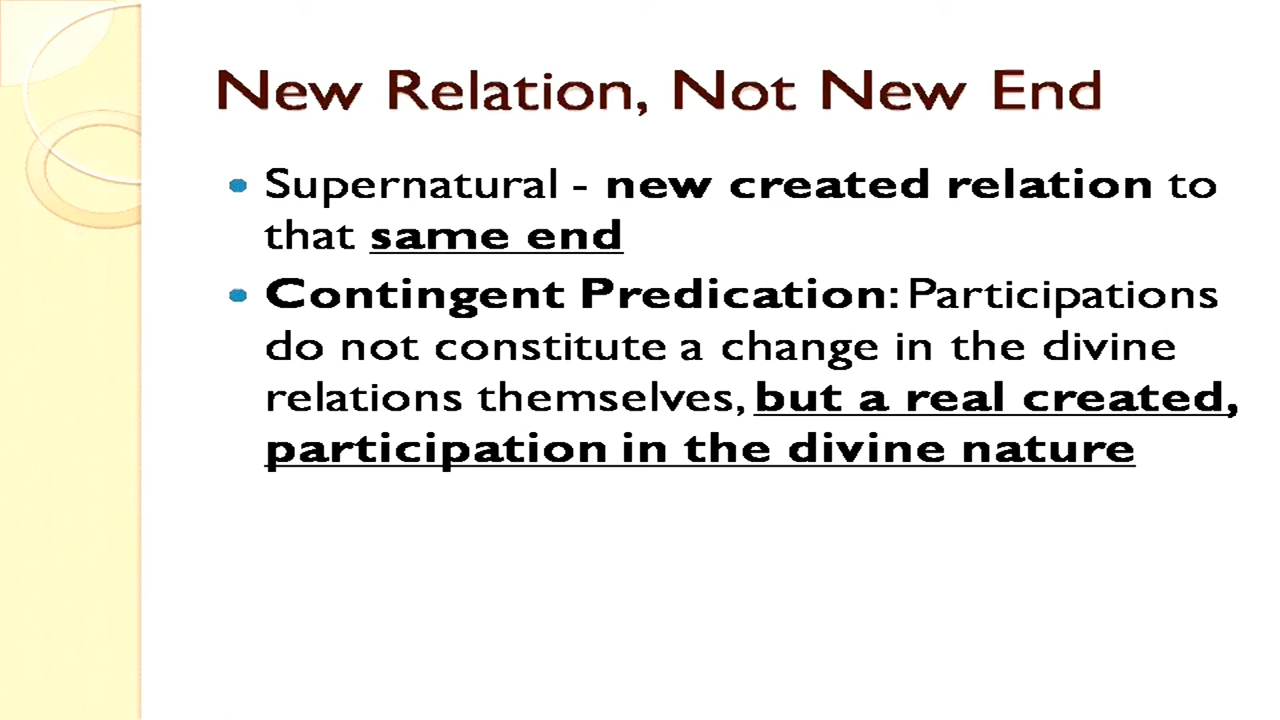 New Relation, Not New End
Supernatural - new created relation to
that same end
Contingent Predication: Participations
do not constitute a change in the divine
relations themselves, but a real created,
participation in the divine nature